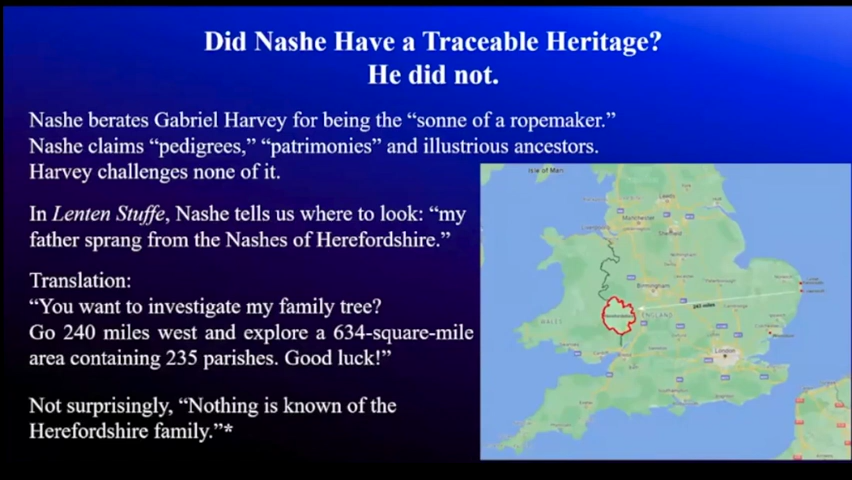 Did Nashe Have a Traceable Heritage?
He did not.
Nashe berates Gabriel Harvey for being the “sonne of a ropemaker.”
Nashe claims “pedigrees,” “patrimonies” and illustrious ancestors.
Harvey challenges none of it.
In Lenten Stuffe, Nashe tells us where to look: “my
father sprang from the Nashes of Herefordshire.”
Translation:
“You want to investigate my family tree?
Go 240 miles west and explore a 634-square-mile
area containing 235 parishes. Good luck!”
Not surprisingly, “Nothing is known of the
Herefordshire family.”*
Isle of Man
Leeds
Manchester
Sheffield
Nottingham
Birmingham
WALES
ENGLAND
London